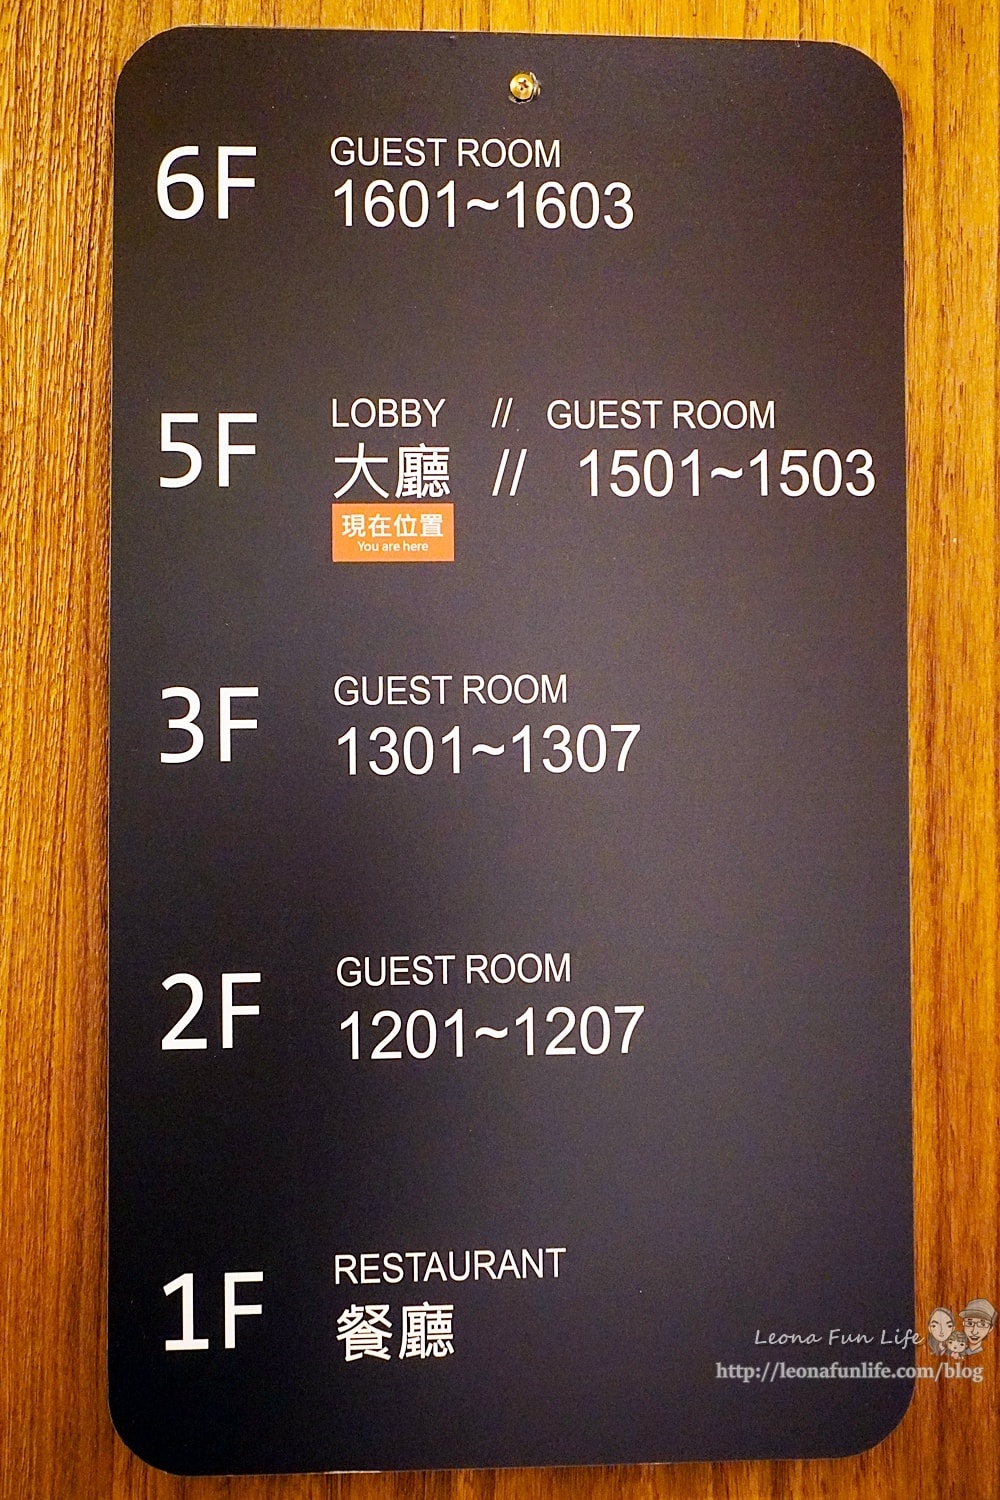 6F GUEST ROOM
1601~1603
5F LOBBY // GUEST ROOM
大廳 // 1501~1503
現在位置
You are here
3F GUEST ROOM
1301~1307
2F GUEST ROOM
1201~1207
1F RESTAURANT
餐廳
Leona Fun Life
http://leonafunlife.com/blog